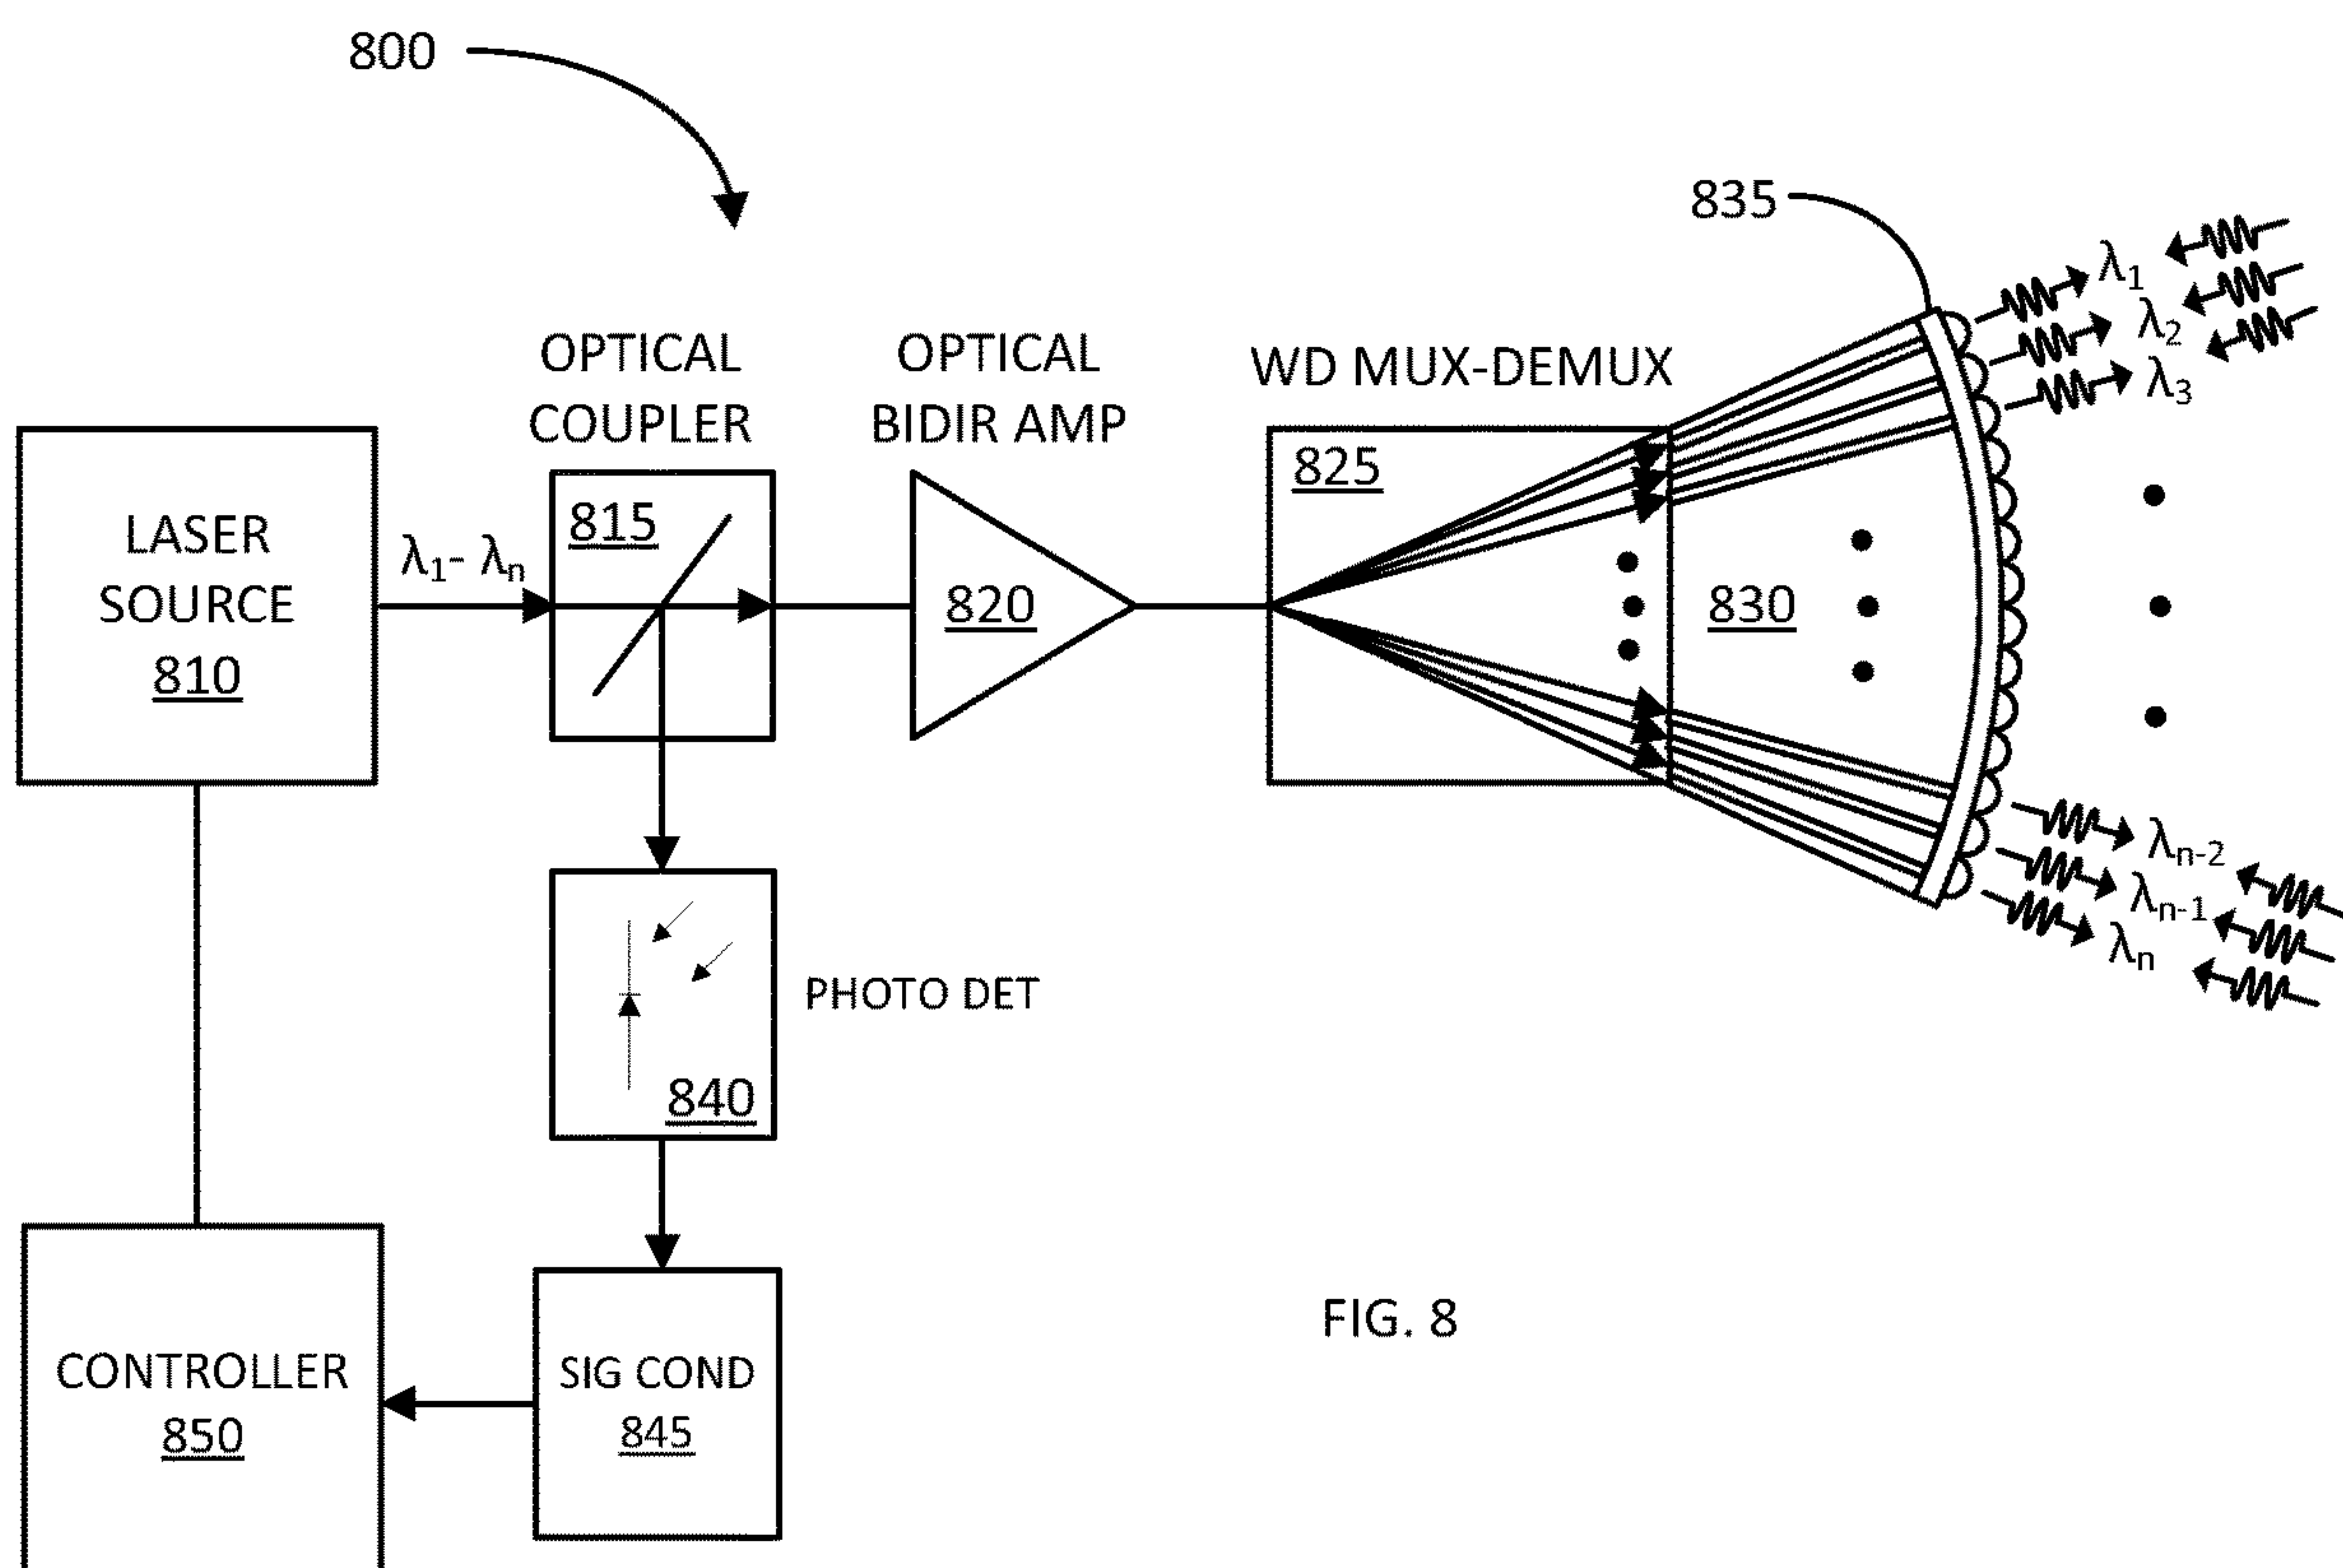 800
835
λ1
λ2
λ3
OPTICAL
COUPLER
OPTICAL
BIDIR AMP
WD MUX-DEMUX
LASER
SOURCE
810
λ1- λn
815
820
825
830
λn-2
λn-1
λn
PHOTO DET
840
CONTROLLER
850
SIG COND
845
FIG. 8